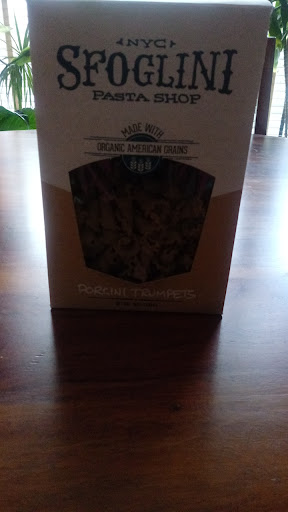 NYC
SFOGLINI
PASTA SHOP
MADE WITH
ORGANIC AMERICAN GRAINS
PORCINI TRUMPETS